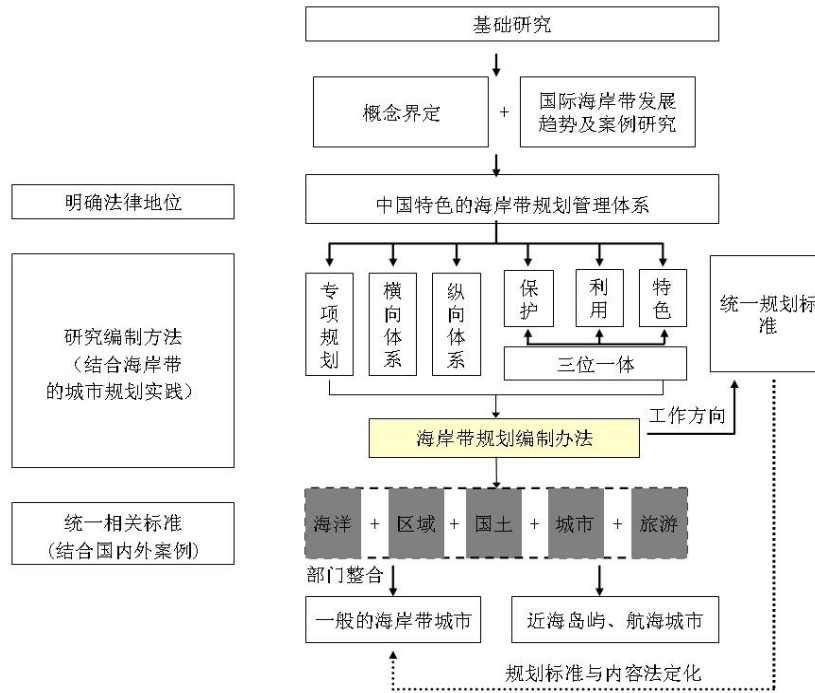 基础研究
概念界定
+
国际海岸带发展
趋势及案例研究
明确法律地位
中国特色的海岸带规划管理体系
研究编制方法
（结合海岸带
的城市规划实践）
专项规划
横向体系
纵向体系
保护
利用
特色
统一规划标
准
三位一体
海岸带规划编制办法
工作方向
统一相关标准
(结合国内外案例)
海洋 + 区域 + 国土 + 城市 + 旅游
部门整合
一般的海岸带城市
近海岛屿、航海城市
规划标准与内容法定化